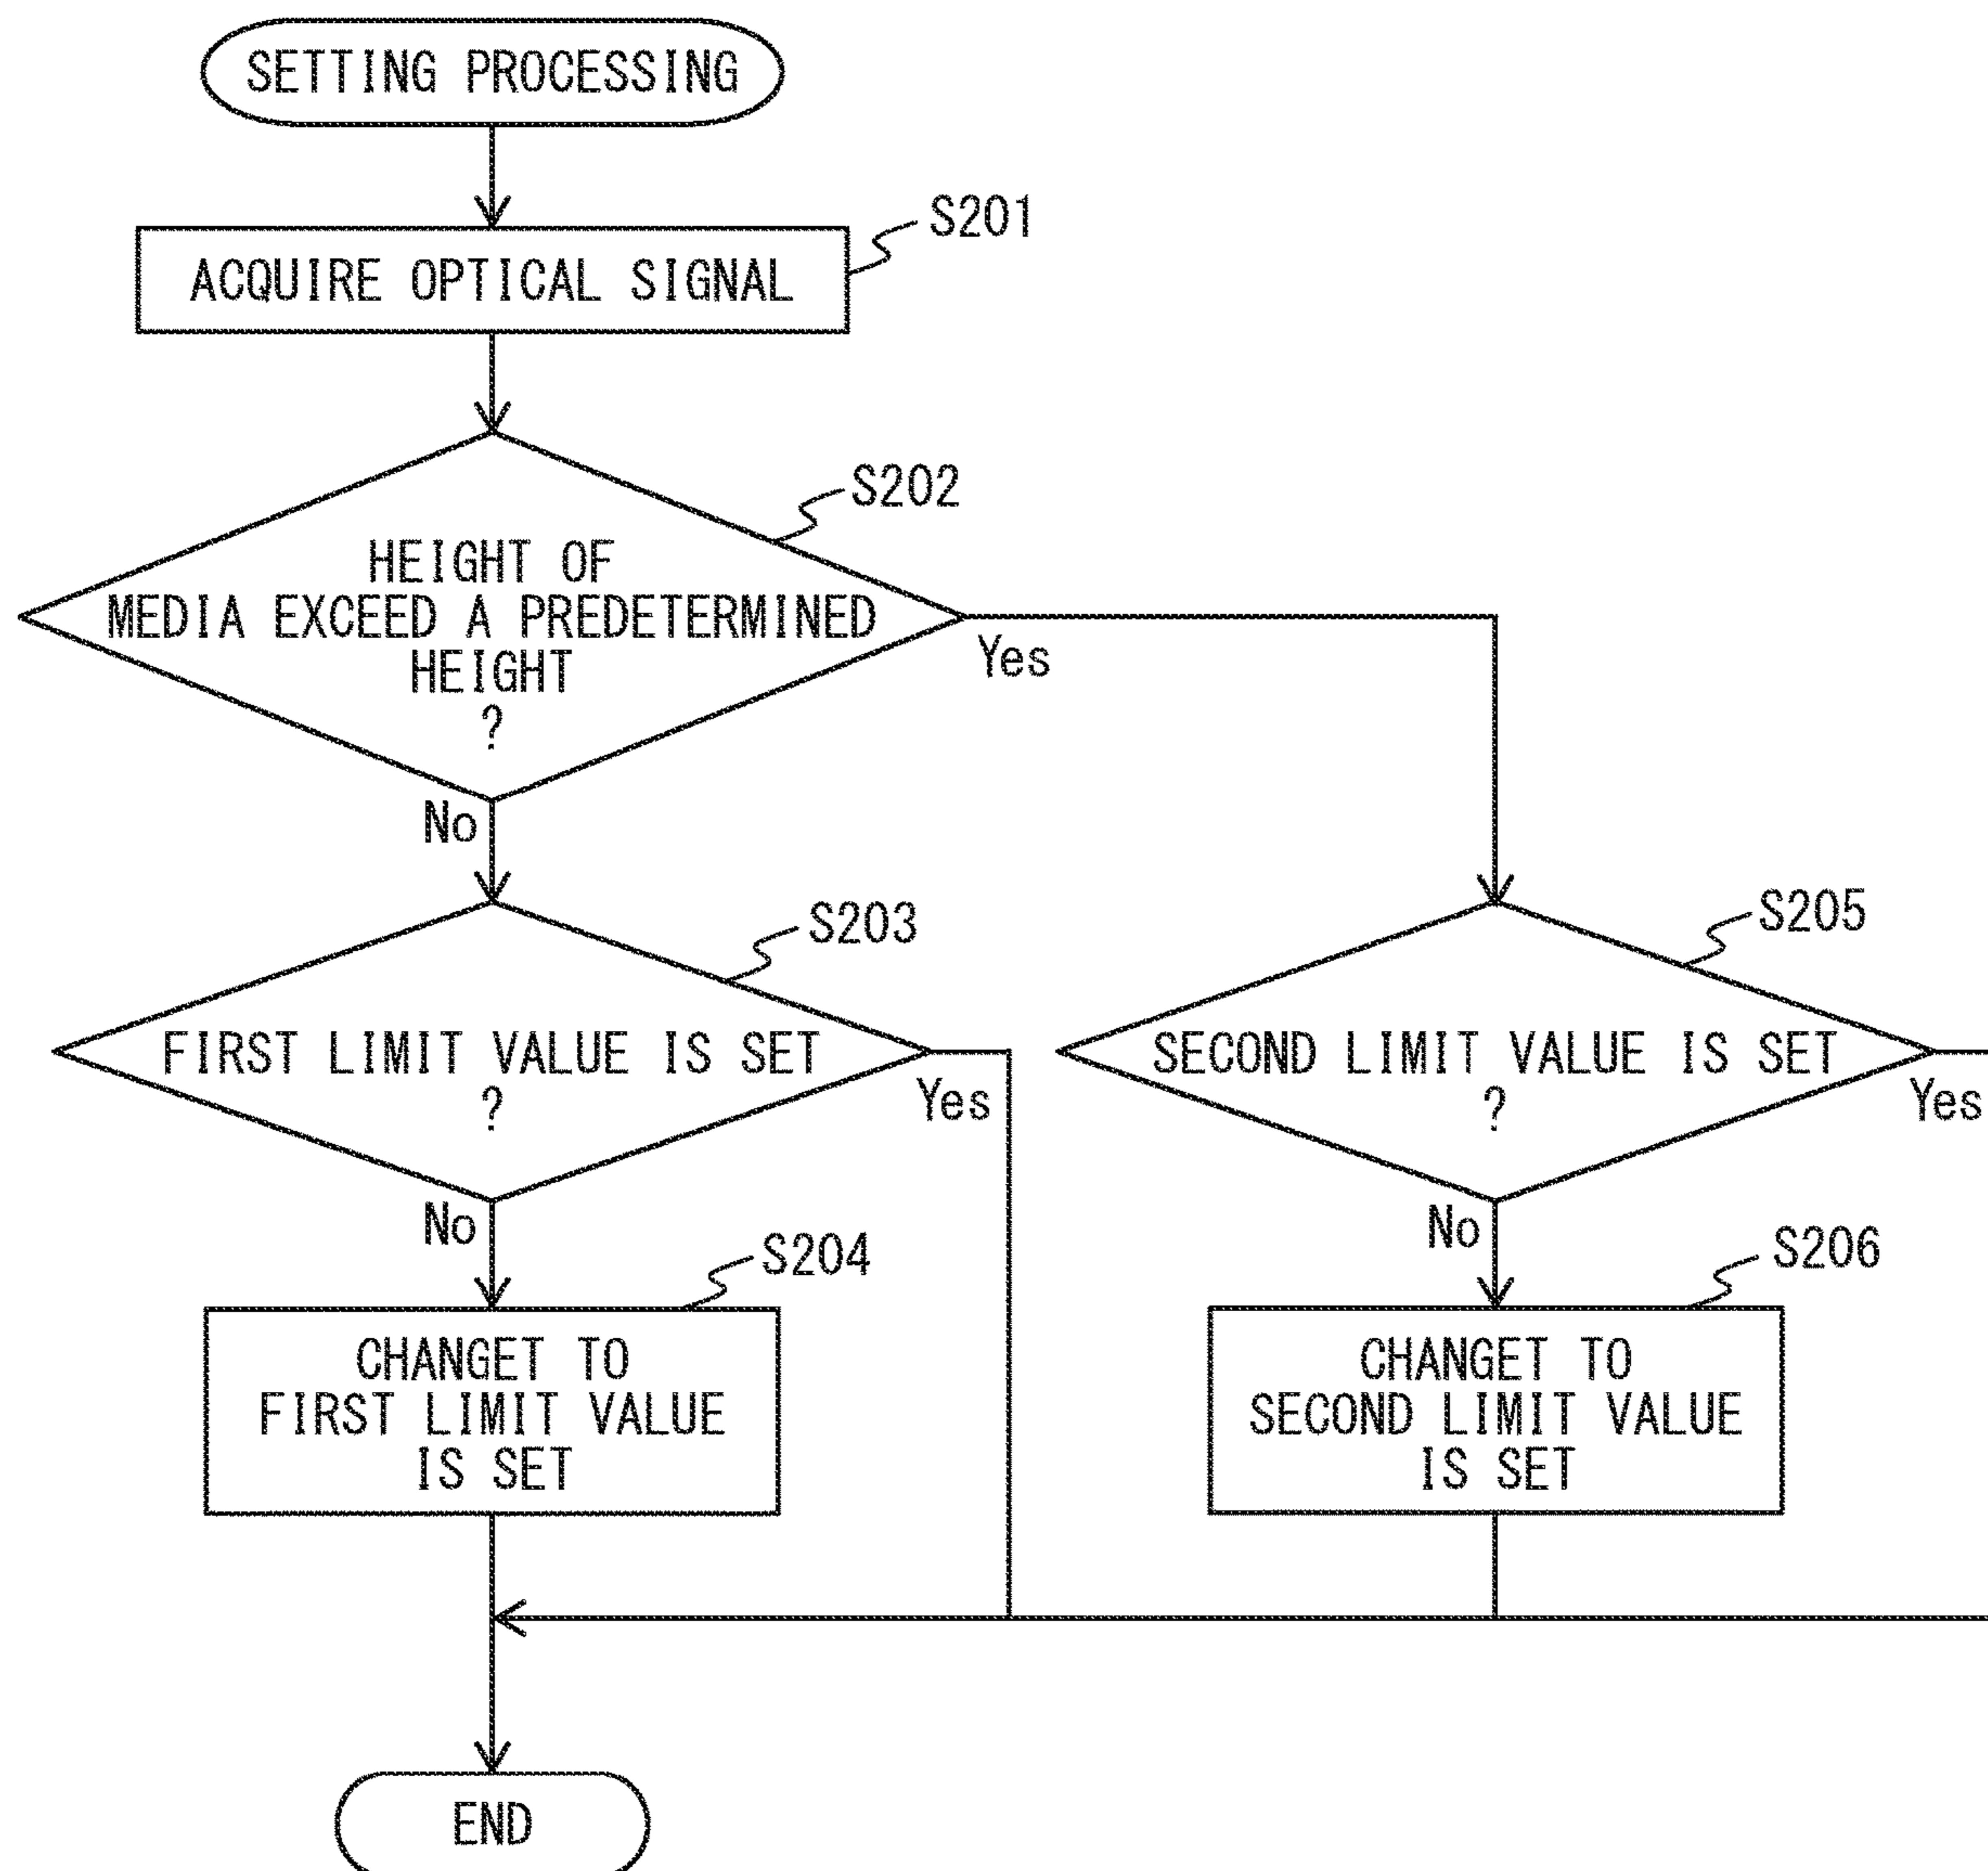 SETTING PROCESSING
S201
ACQUIRE OPTICAL SIGNAL
S202
HEIGHT OF
MEDIA EXCEED A PREDETERMINED
HEIGHT
?
Yes
No
S203
FIRST LIMIT VALUE IS SET
?
Yes
No
S204
CHANGET TO
FIRST LIMIT VALUE
IS SET
S205
SECOND LIMIT VALUE IS SET
?
Yes
No
S206
CHANGET TO
SECOND LIMIT VALUE
IS SET
END